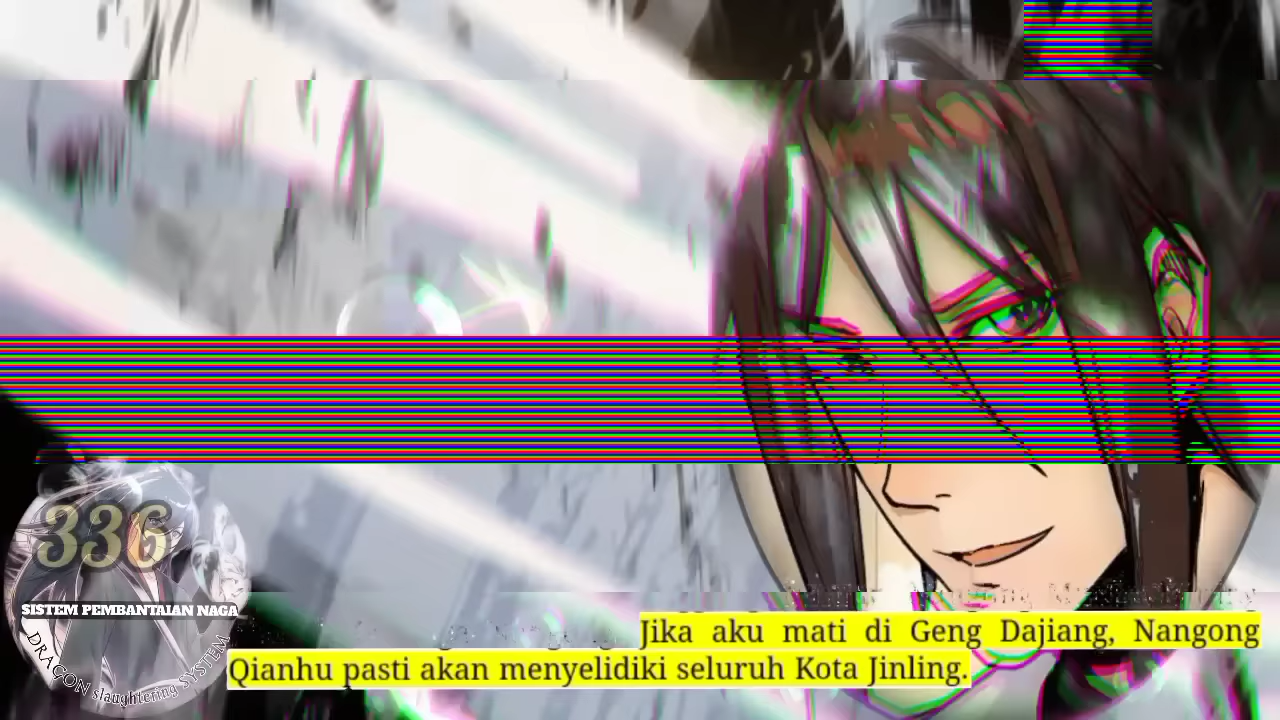 336
SISTEM PEMBANTAIAN NAGA
DRAGON slaughtering SYSTEM
Jika aku mati di Geng Dajiang, Nangong
Qianhu pasti akan menyelidiki seluruh Kota Jinling.